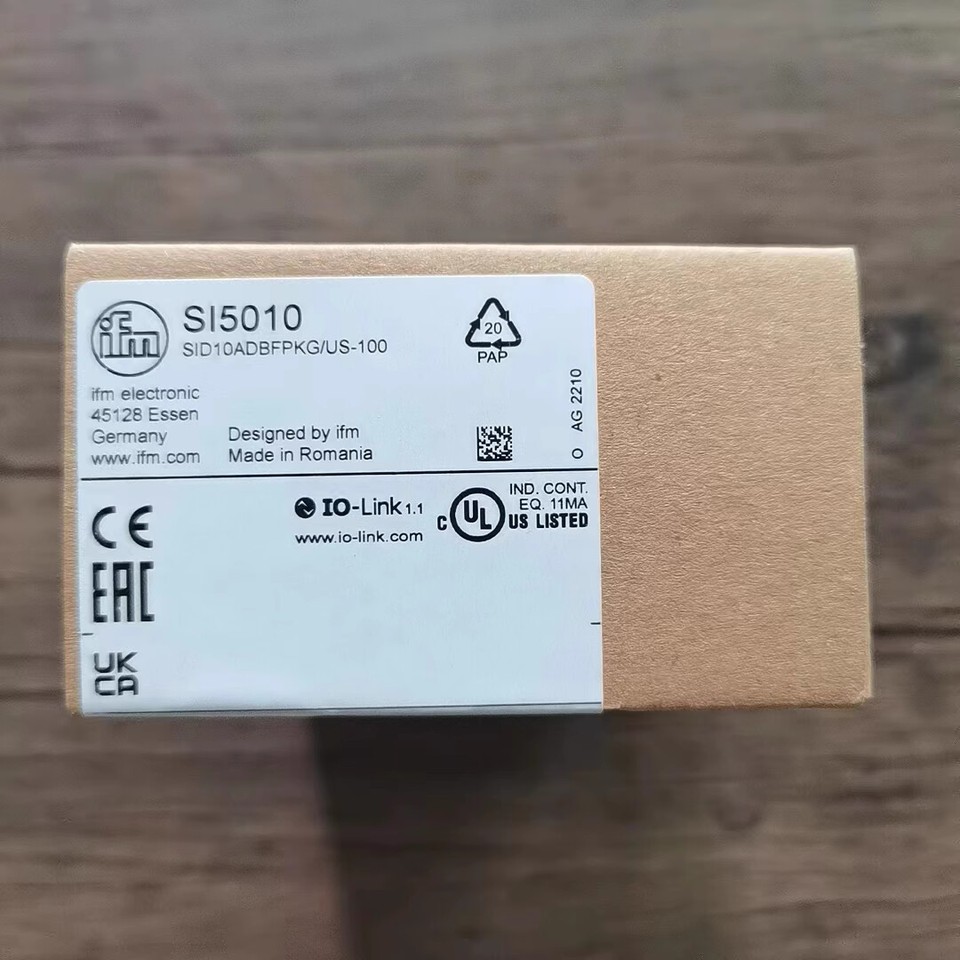 ifm
SI5010
SID10ADBFPKG/US-100
20
PAP
ifm electronic
45128 Essen
Germany
www.ifm.com
Designed by ifm
Made in Romania
O AG 2210
CE
IO-Link 1.1
www.io-link.com
C UL US LISTED
IND. CONT.
EQ. 11MA
EAC
UK
CA